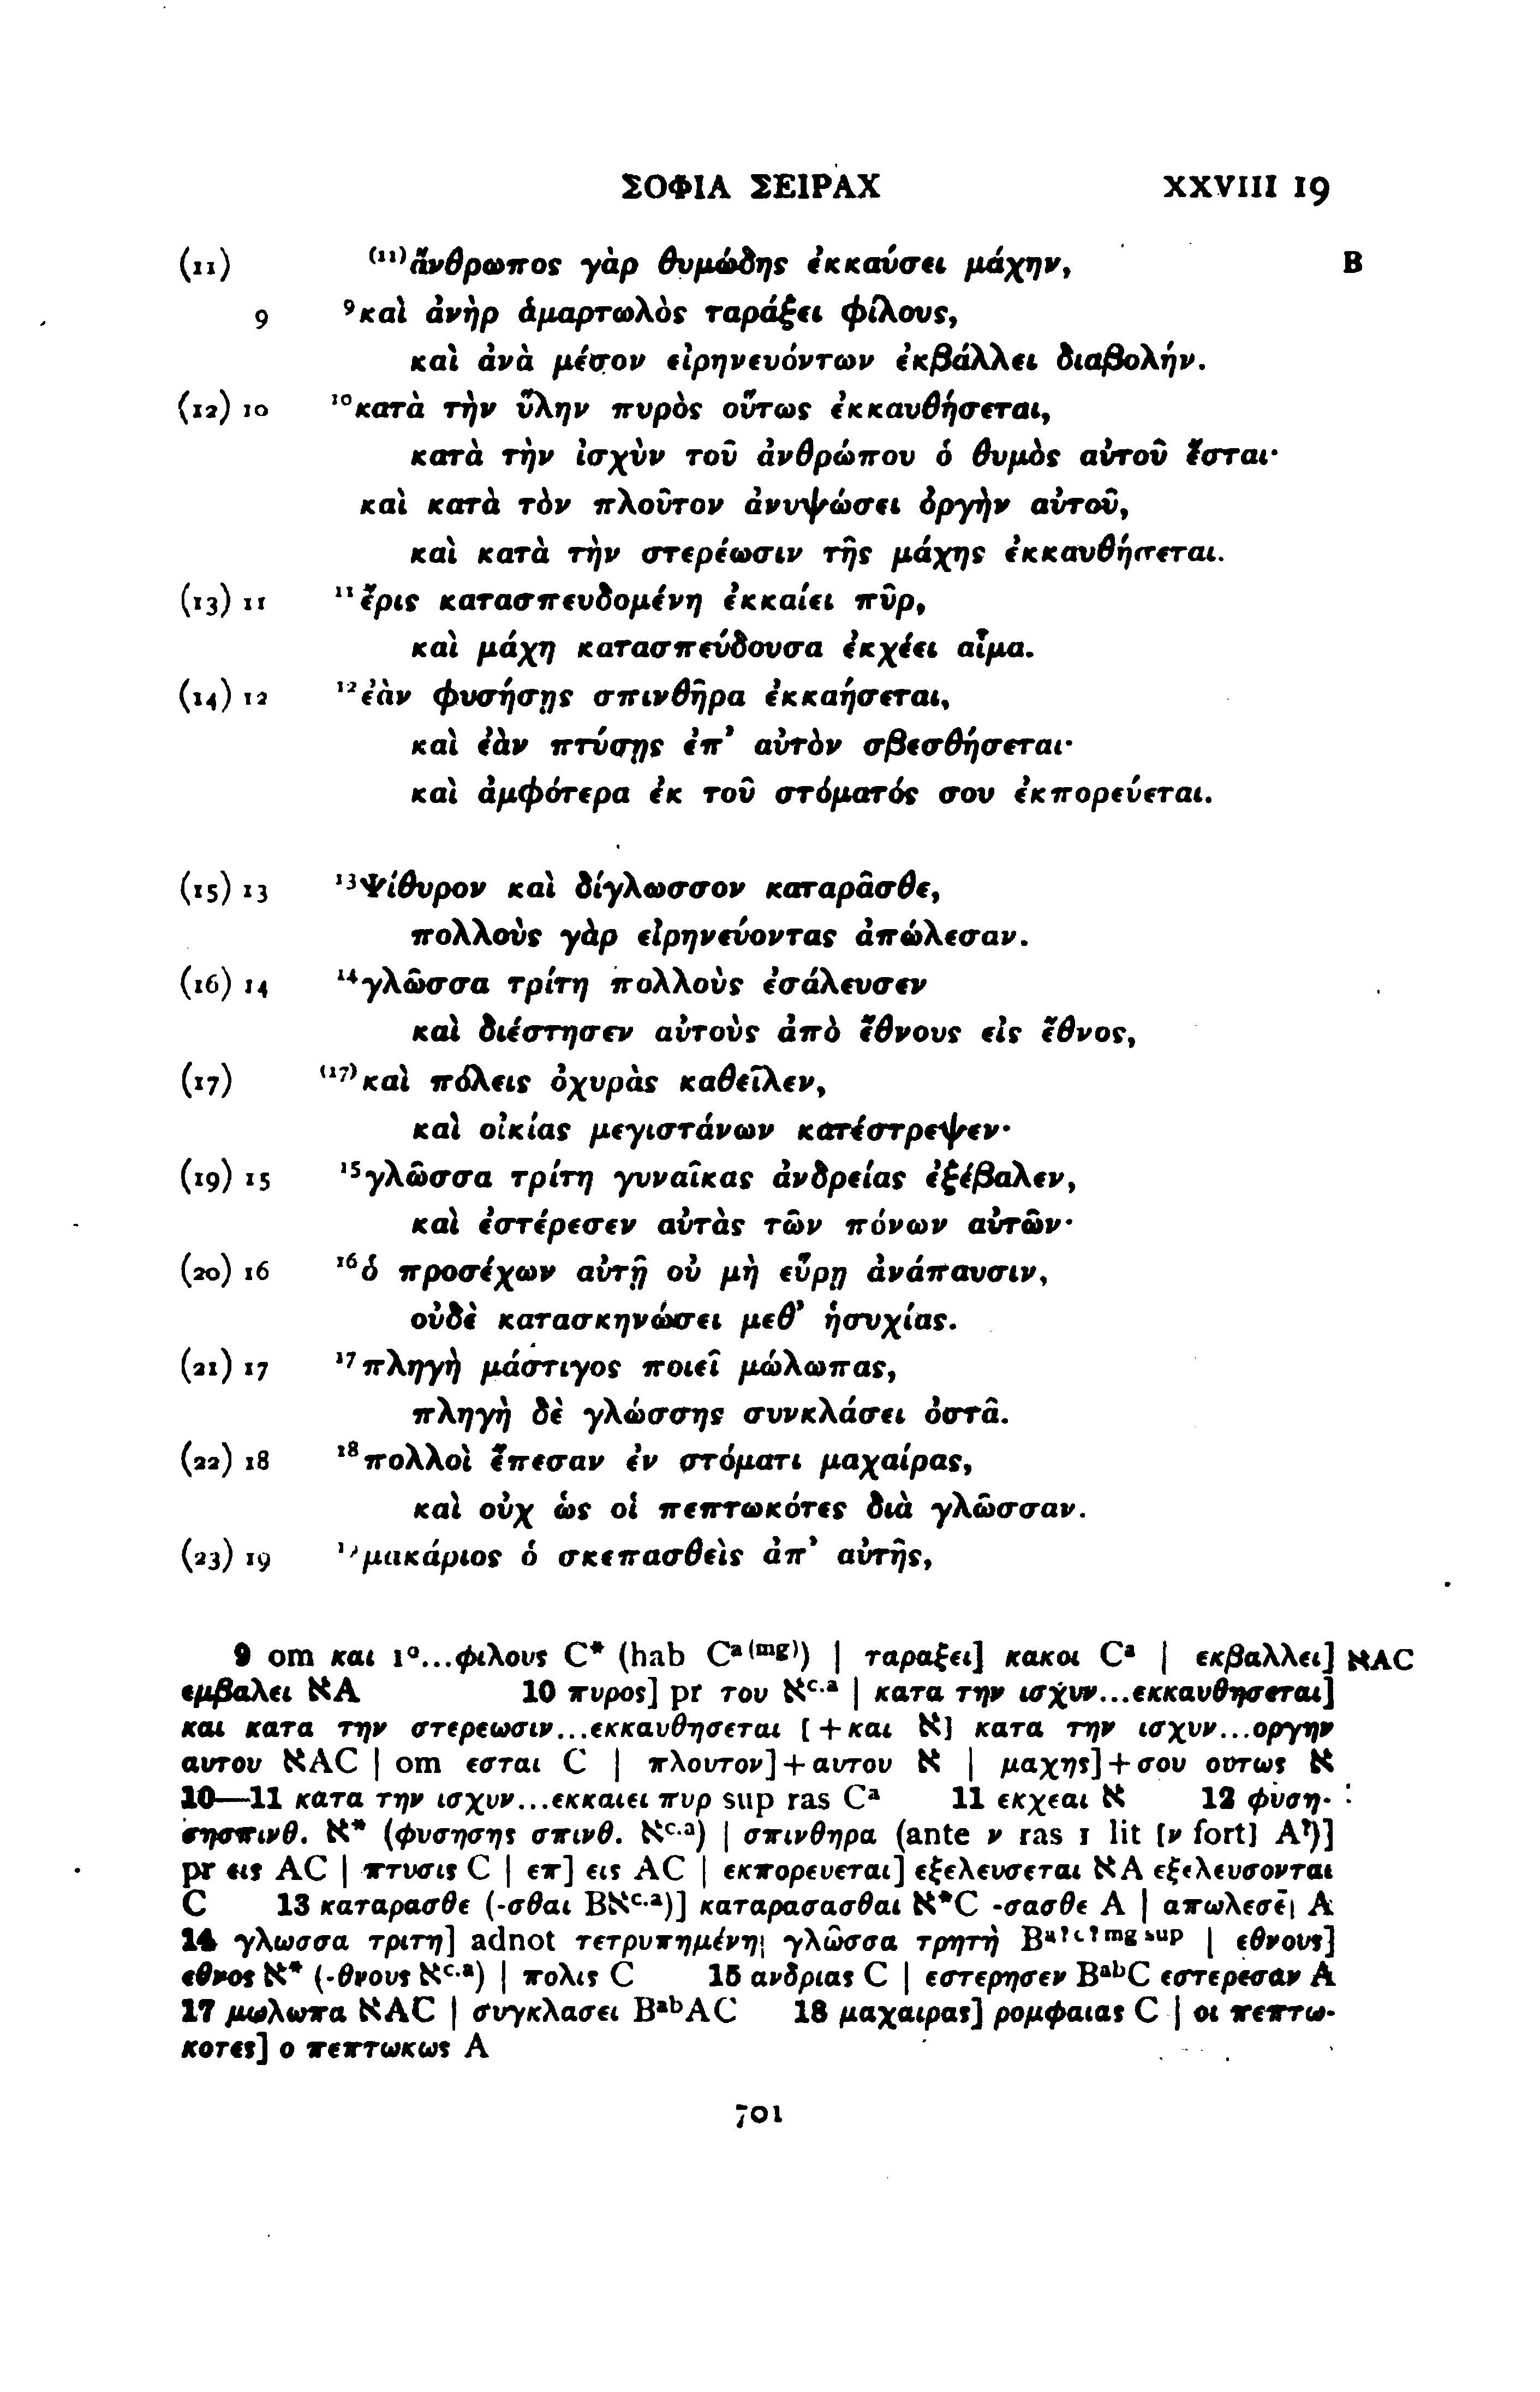 ΣΟΦΙΑ ΣΕΙΡΑΧ XXVIII 19
(11) ⁽¹¹⁾ἄνθρωπος γὰρ θυμώδης ἐκκαύσει μάχην, B
9 ⁹καὶ ἀνὴρ ἁμαρτωλὸς ταράξει φίλους,
καὶ ἀνὰ μέσον εἰρηνευόντων ἐκβάλλει διαβολήν.
(12) 10 ¹⁰κατὰ τὴν ὕλην πυρὸς οὕτως ἐκκαυθήσεται,
κατὰ τὴν ἰσχὺν τοῦ ἀνθρώπου ὁ θυμὸς αὐτοῦ ἔσται·
καὶ κατὰ τὸν πλοῦτον ἀνυψώσει ὀργὴν αὐτοῦ,
καὶ κατὰ τὴν στερέωσιν τῆς μάχης ἐκκαυθήσεται.
(13) 11 ¹¹ἔρις κατασπευδομένη ἐκκαίει πῦρ,
καὶ μάχη κατασπεύδουσα ἐκχέει αἷμα.
(14) 12 ¹²ἐὰν φυσήσῃς σπινθῆρα ἐκκαήσεται,
καὶ ἐὰν πτύσῃς ἐπ’ αὐτὸν σβεσθήσεται·
καὶ ἀμφότερα ἐκ τοῦ στόματός σου ἐκπορεύεται.
(15) 13 ¹³Ψίθυρον καὶ δίγλωσσον καταρᾶσθε,
πολλοὺς γὰρ εἰρηνεύοντας ἀπώλεσαν.
(16) 14 ¹⁴γλῶσσα τρίτη πολλοὺς ἐσάλευσεν
καὶ διέστησεν αὐτοὺς ἀπὸ ἔθνους εἰς ἔθνος,
(17) ⁽¹⁷⁾καὶ πόλεις ὀχυρὰς καθεῖλεν,
καὶ οἰκίας μεγιστάνων κατέστρεψεν·
(19) 15 ¹⁵γλῶσσα τρίτη γυναῖκας ἀνδρείας ἐξέβαλεν,
καὶ ἐστέρεσεν αὐτὰς τῶν πόνων αὐτῶν·
(20) 16 ¹⁶ὁ προσέχων αὐτῇ οὐ μὴ εὕρῃ ἀνάπαυσιν,
οὐδὲ κατασκηνώσει μεθ’ ἡσυχίας.
(21) 17 ¹⁷πληγὴ μάστιγος ποιεῖ μώλωπας,
πληγὴ δὲ γλώσσης συνκλάσει ὀστᾶ.
(22) 18 ¹⁸πολλοὶ ἔπεσαν ἐν στόματι μαχαίρας,
καὶ οὐχ ὡς οἱ πεπτωκότες διὰ γλῶσσαν.
(23) 19 ¹⁹μακάριος ὁ σκεπασθεὶς ἀπ’ αὐτῆς,
9 om και 1º...φιλους C* (hab Cᵃ⁽ᵐᵍ⁾) | ταραξει] κακοι Cᵃ | εκβαλλει] ℵAC
εμβαλει ℵA 10 πυρος] pr του ℵᶜ·ᵃ | κατα την ισχυν...εκκαυθησεται]
και κατα την στερεωσιν...εκκαυθησεται [+και ℵ] κατα την ισχυν...οργην
αυτου ℵAC | om εσται C | πλουτον]+αυτου ℵ | μαχης]+σου ουτως ℵ
10—11 κατα την ισχυν...εκκαιει πυρ sup ras Cᵃ 11 εκχεαι ℵ 12 φυση-
σησπινθ. ℵ* (φυσησης σπινθ. ℵᶜ·ᵃ) | σπινθηρα (ante ν ras 1 lit [ν fort] A?)]
pr εις AC | πτυσις C | επ] εις AC | εκπορευεται] εξελευσεται ℵA εξελευσονται
C 13 καταρασθε (-σθαι Bℵᶜ·ᵃ)] καταρασασθαι ℵ*C -σασθε A | απωλεσε̄| A
14 γλωσσα τριτη] adnot τετρυπημένη¦ γλῶσσα τρητὴ Bᵃ?ᶜ?ᵐᵍ ˢᵘᵖ | εθνους]
εθνος ℵ* (-θνους ℵᶜ·ᵃ) | πολις C 15 ανδριας C | εστερησεν BᵃᵇC εστερεσαν A
17 μωλωπα ℵAC | συγκλασει BᵃᵇAC 18 μαχαιρας] ρομφαιας C | οι πεπτω-
κοτες] ο πεπτωκως A
701